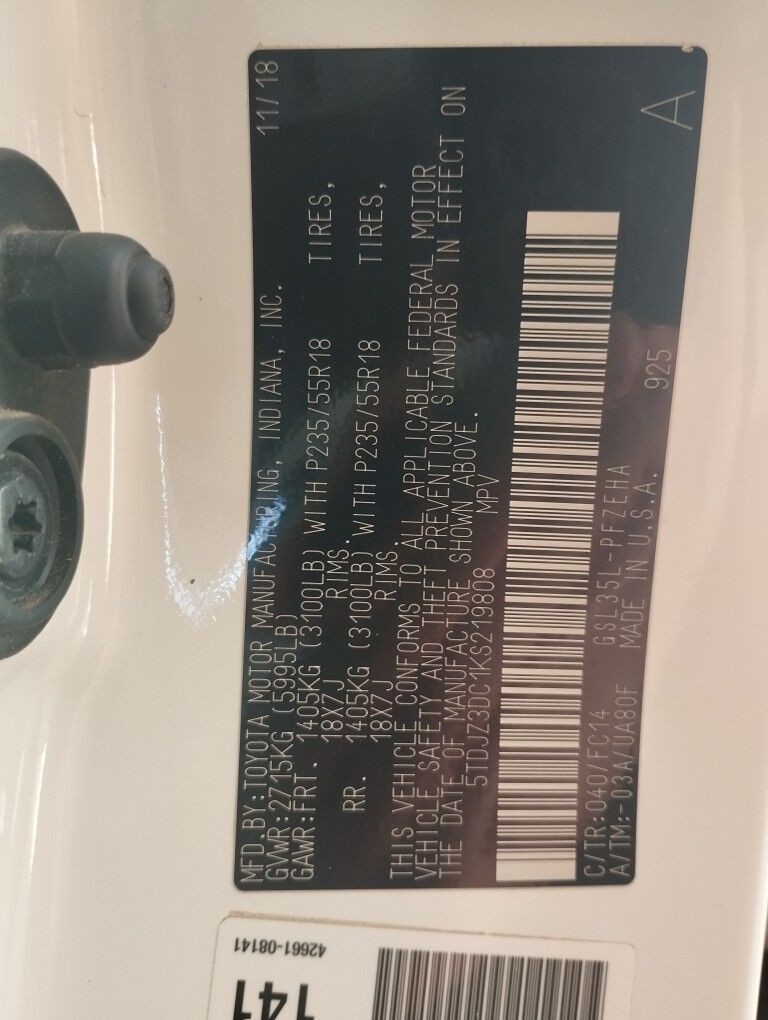 MFD.BY:TOYOTA MOTOR MANUFACTURING, INDIANA, INC. 11/18
GVWR:2715KG (5995LB)
GAWR:FRT. 1405KG (3100LB) WITH P235/55R18 TIRES,
18X7J RIMS.
RR. 1405KG (3100LB) WITH P235/55R18 TIRES,
18X7J RIMS.
THIS VEHICLE CONFORMS TO ALL APPLICABLE FEDERAL MOTOR
VEHICLE SAFETY AND THEFT PREVENTION STANDARDS IN EFFECT ON
THE DATE OF MANUFACTURE SHOWN ABOVE.
5TDJZ3DC1KS219808 MPV
C/TR:040/FC14 GSL35L-PFZEHA
A/TM:-03A/UA80F MADE IN U.S.A. 925 A
42661-08141
141